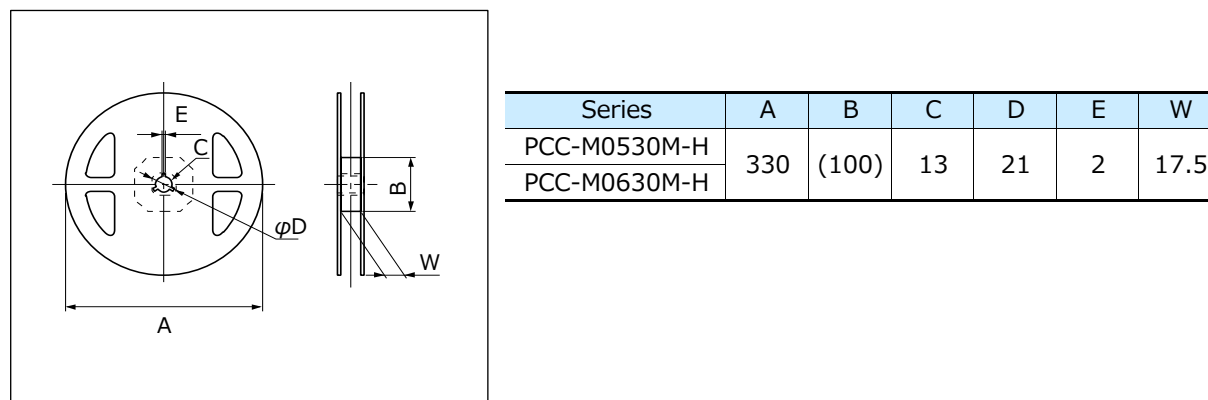 E
C
φD
B
W
A
Series A B C D E W
PCC-M0530M-H
330 (100) 13 21 2 17.5
PCC-M0630M-H